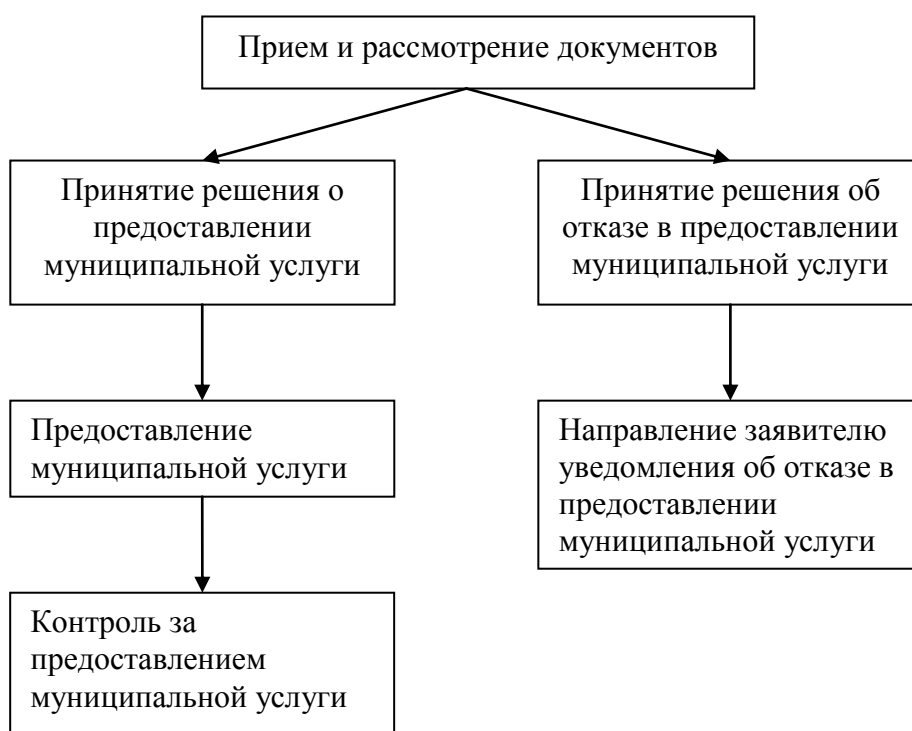 Прием и рассмотрение документов
Принятие решения о
предоставлении
муниципальной услуги
Принятие решения об
отказе в предоставлении
муниципальной услуги
Предоставление
муниципальной услуги
Направление заявителю
уведомления об отказе в
предоставлении
муниципальной услуги
Контроль за
предоставлением
муниципальной услуги